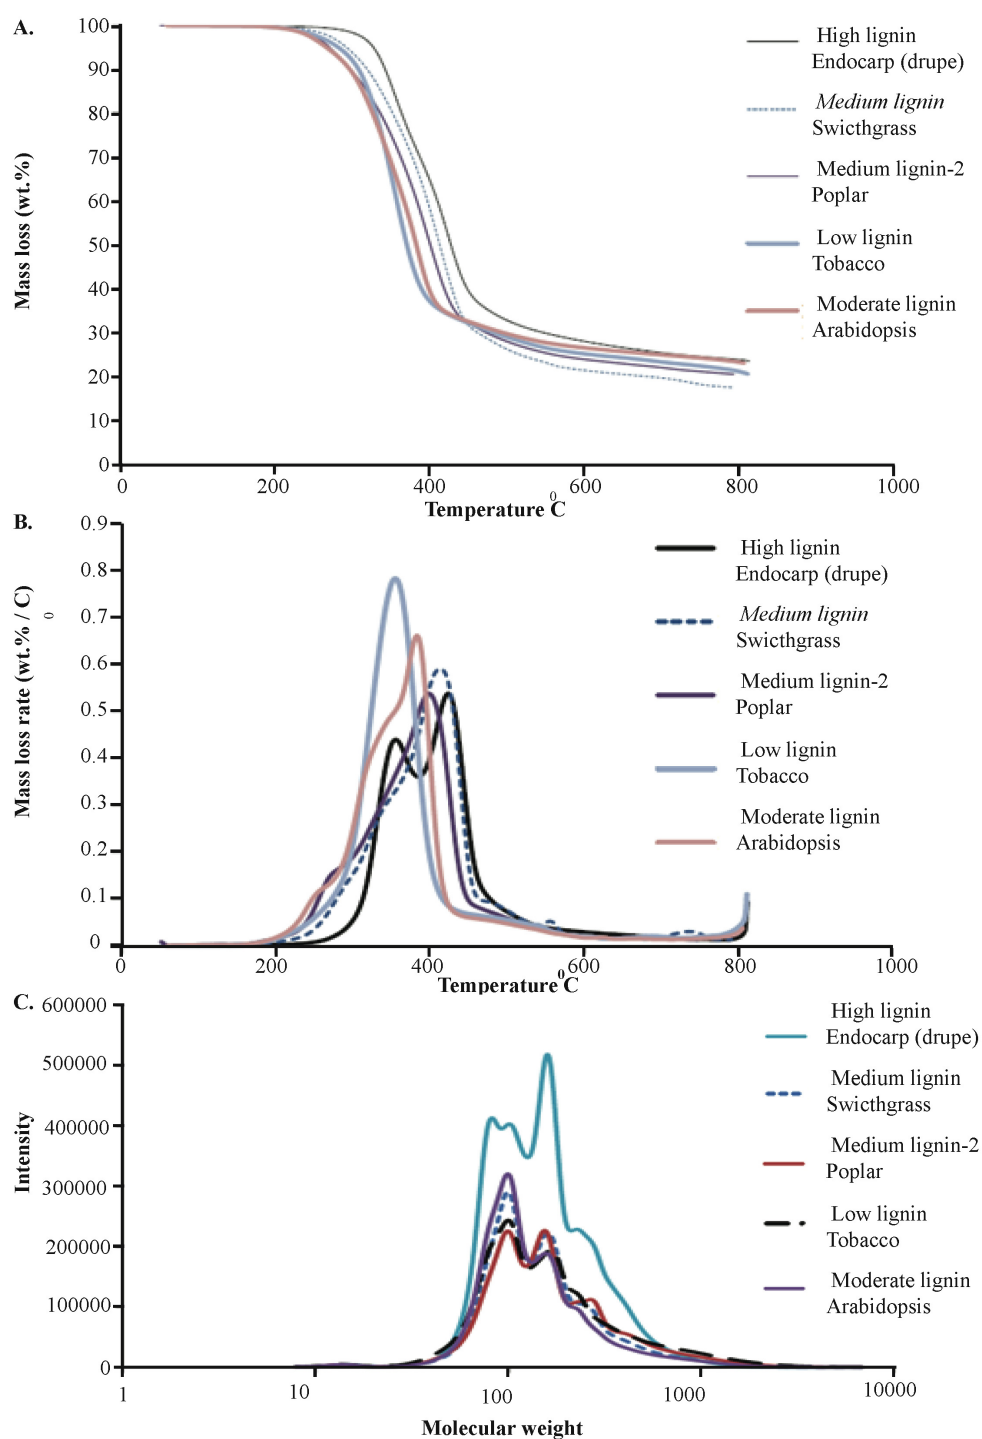 A.
100
90
80
70
60
50
40
30
20
10
0
0 200 400 600 800 1000
Temperature 0C
Mass loss (wt.%)
High lignin
Endocarp (drupe)
Medium lignin
Swicthgrass
Medium lignin-2
Poplar
Low lignin
Tobacco
Moderate lignin
Arabidopsis
B.
0.9
0.8
0.7
0.6
0.5
0.4
0.3
0.2
0.1
0
0 200 400 600 800 1000
Temperature 0C
Mass loss rate (wt.% / 0C)
High lignin
Endocarp (drupe)
Medium lignin
Swicthgrass
Medium lignin-2
Poplar
Low lignin
Tobacco
Moderate lignin
Arabidopsis
C.
600000
500000
400000
300000
200000
100000
0
1 10 100 1000 10000
Molecular weight
Intensity
High lignin
Endocarp (drupe)
Medium lignin
Swicthgrass
Medium lignin-2
Poplar
Low lignin
Tobacco
Moderate lignin
Arabidopsis